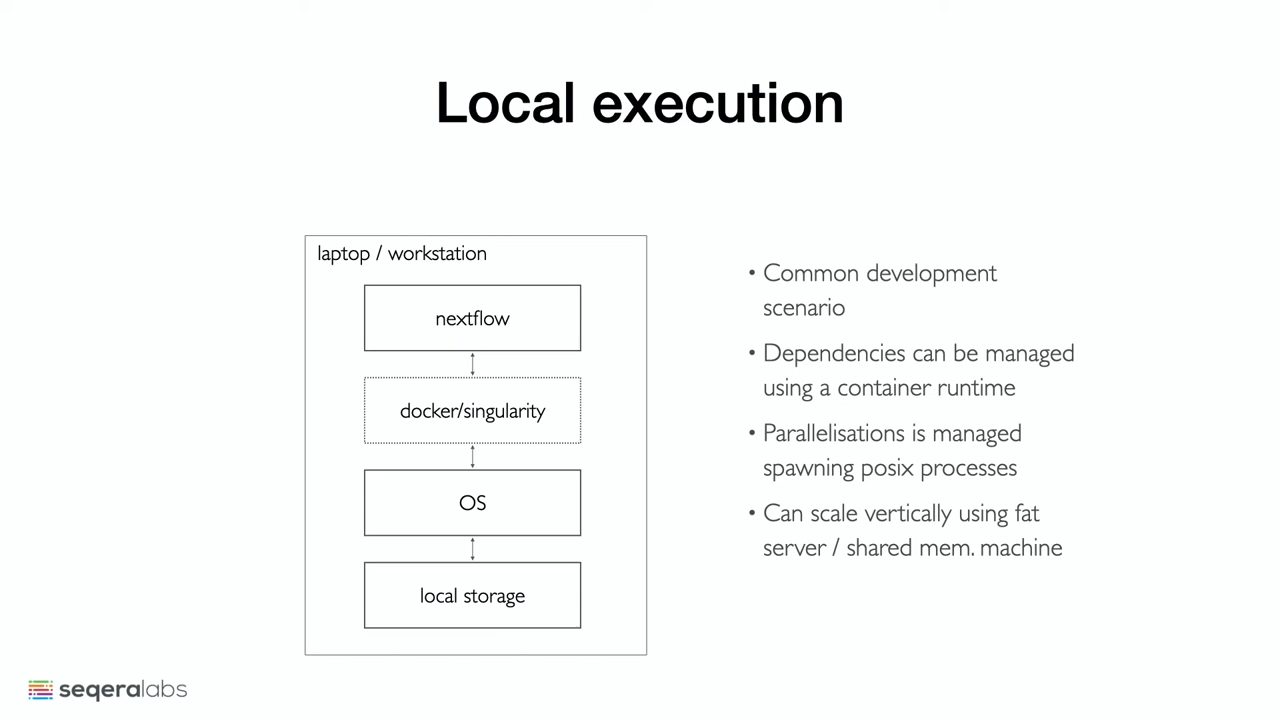 Local execution
laptop / workstation
nextflow
docker/singularity
OS
local storage
• Common development
scenario
• Dependencies can be managed
using a container runtime
• Parallelisations is managed
spawning posix processes
• Can scale vertically using fat
server / shared mem. machine
seqeralabs